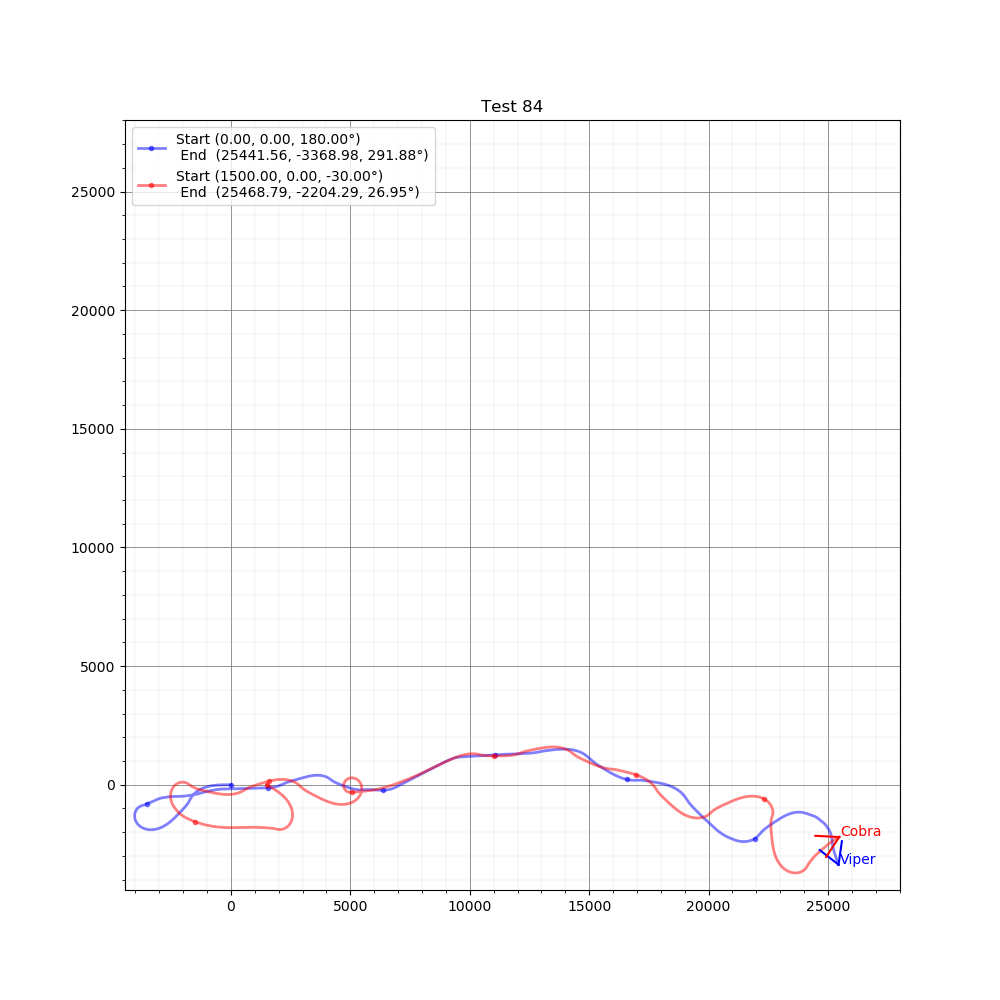 Test 84
Start (0.00, 0.00, 180.00°)
End  (25441.56, -3368.98, 291.88°)
Start (1500.00, 0.00, -30.00°)
End  (25468.79, -2204.29, 26.95°)
25000
20000
15000
10000
5000
0
Cobra
Viper
0 5000 10000 15000 20000 25000